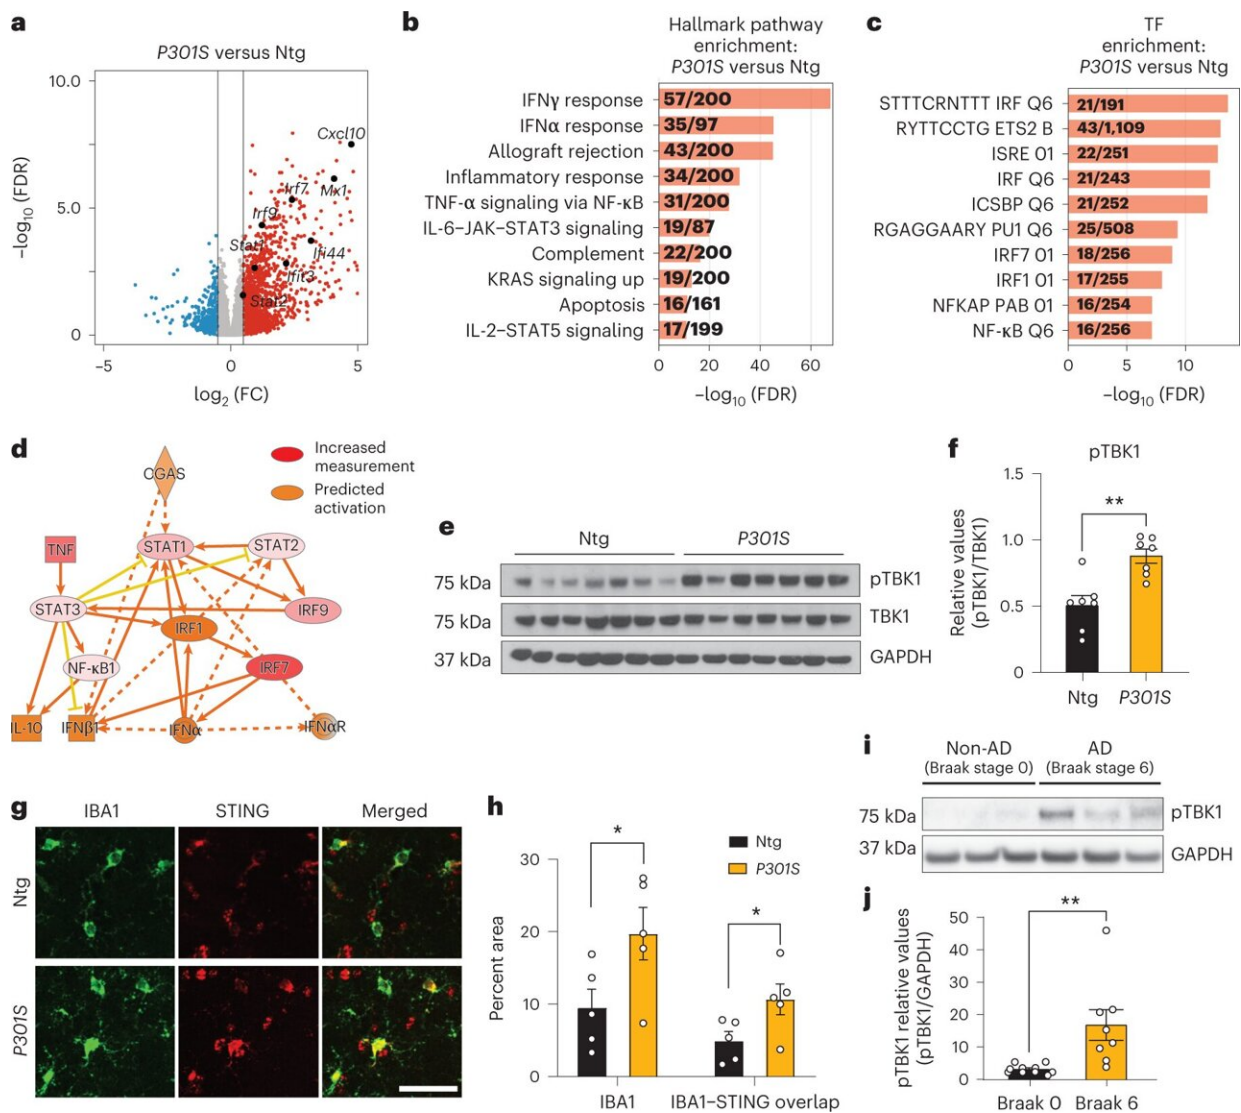 a
P301S versus Ntg
10.0
5.0
0
−log10 (FDR)
Cxcl10
Mx1
Irf7
Irf9
Ifi44
Stat1
Ifit3
Stat2
−5
0
5
log2 (FC)
b
Hallmark pathway
enrichment:
P301S versus Ntg
IFNγ response 57/200
IFNα response 35/97
Allograft rejection 43/200
Inflammatory response 34/200
TNF-α signaling via NF-κB 31/200
IL-6–JAK–STAT3 signaling 19/87
Complement 22/200
KRAS signaling up 19/200
Apoptosis 16/161
IL-2–STAT5 signaling 17/199
0 20 40 60
−log10 (FDR)
c
TF
enrichment:
P301S versus Ntg
STTTCRNTTT IRF Q6 21/191
RYTTCCTG ETS2 B 43/1,109
ISRE 01 22/251
IRF Q6 21/243
ICSBP Q6 21/252
RGAGGAARY PU1 Q6 25/508
IRF7 01 18/256
IRF1 01 17/255
NFKAP PAB 01 16/254
NF-κB Q6 16/256
0 5 10
−log10 (FDR)
d
Increased
measurement
Predicted
activation
CGAS
TNF
STAT1
STAT2
STAT3
IRF9
IRF1
NF-κB1
IRF7
IL-10
IFNβ1
IFNα
IFNαR
e
Ntg P301S
75 kDa pTBK1
75 kDa TBK1
37 kDa GAPDH
f
pTBK1
1.5
1.0
0.5
0
**
Relative values
(pTBK1/TBK1)
Ntg P301S
g
IBA1 STING Merged
Ntg
P301S
h
Ntg
P301S
30
20
10
0
*
*
Percent area
IBA1 IBA1–STING overlap
i
Non-AD AD
(Braak stage 0) (Braak stage 6)
75 kDa pTBK1
37 kDa GAPDH
j
50
40
30
20
10
0
**
pTBK1 relative values
(pTBK1/GAPDH)
Braak 0 Braak 6